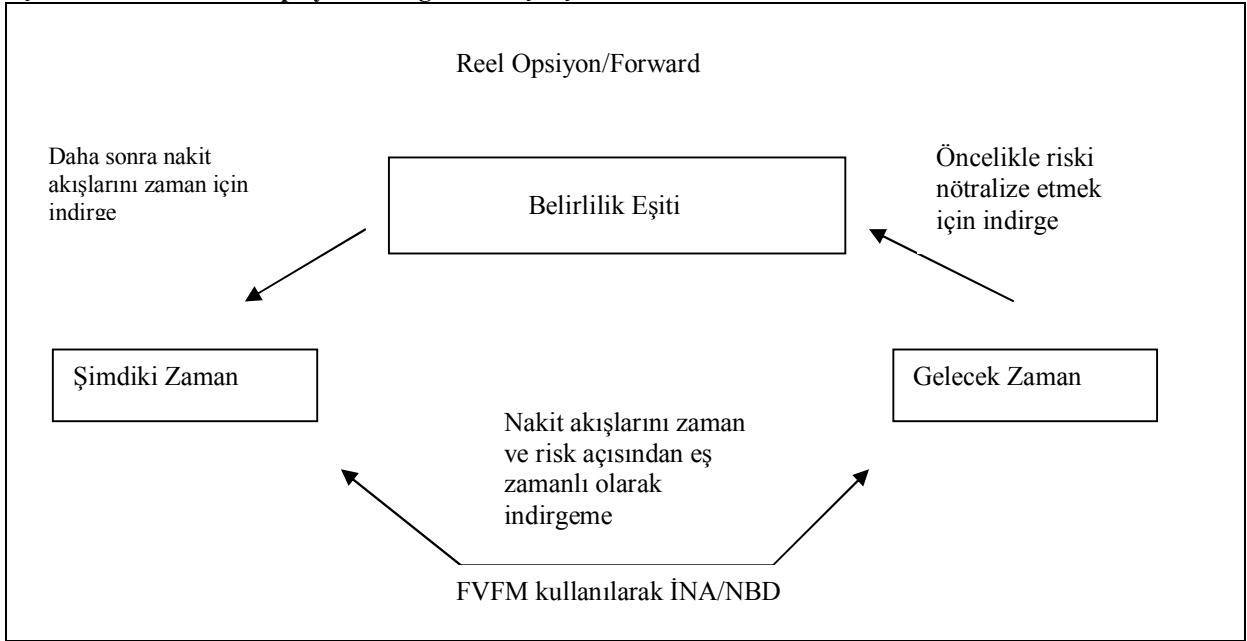 Reel Opsiyon/Forward
Daha sonra nakit
akışlarını zaman için
indirge
Belirlilik Eşiti
Öncelikle riski
nötralize etmek
için indirge
Şimdiki Zaman
Gelecek Zaman
Nakit akışlarını zaman
ve risk açısından eş
zamanlı olarak
indirgeme
FVFM kullanılarak İNA/NBD